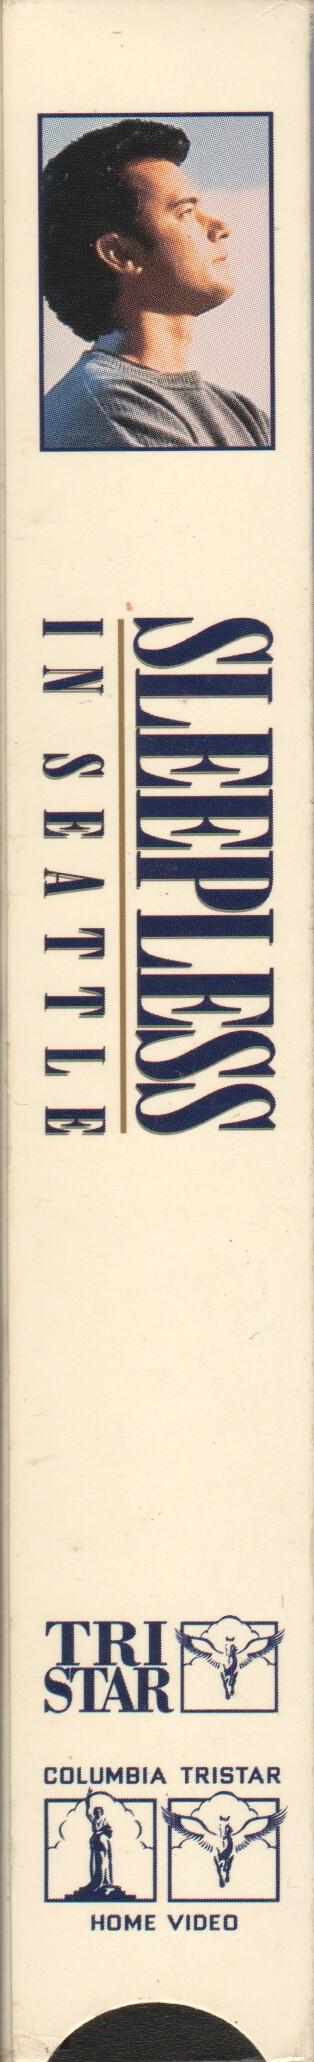 SLEEPLESS
IN SEATTLE
TRI
STAR
COLUMBIA TRISTAR
HOME VIDEO